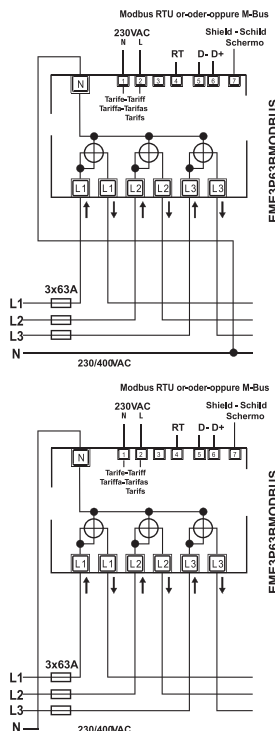 Modbus RTU or-oder-oppure M-Bus
230VAC
N L
RT D- D+
Shield - Schild
Schermo
N 1 2 3 4 5 6 7
Tarife-Tariff
Tariffa-Tarifas
Tarifs
L1 L1 L2 L2 L3 L3
EME3P63BMODBUS
3x63A
L1
L2
L3
N
230/400VAC
Modbus RTU or-oder-oppure M-Bus
230VAC
N L
RT D- D+
Shield - Schild
Schermo
N 1 2 3 4 5 6 7
Tarife-Tariff
Tariffa-Tarifas
Tarifs
L1 L1 L2 L2 L3 L3
EME3P63BMODBUS
3x63A
L1
L2
L3
N
230/400VAC